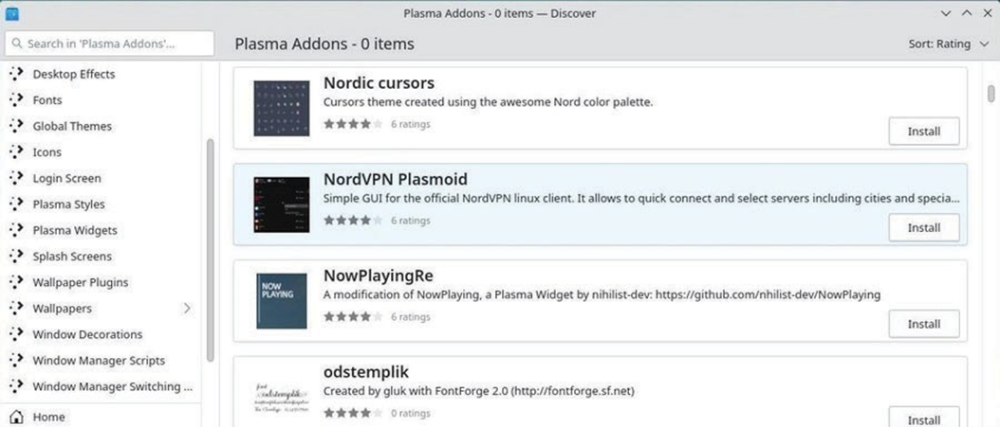 Plasma Addons - 0 items — Discover
Search in 'Plasma Addons'...
Plasma Addons - 0 items
Sort: Rating
Desktop Effects
Fonts
Global Themes
Icons
Login Screen
Plasma Styles
Plasma Widgets
Splash Screens
Wallpaper Plugins
Wallpapers
Window Decorations
Window Manager Scripts
Window Manager Switching ...
Home
Nordic cursors
Cursors theme created using the awesome Nord color palette.
6 ratings
Install
NordVPN Plasmoid
Simple GUI for the official NordVPN linux client. It allows to quick connect and select servers including cities and specia...
6 ratings
Install
NOW
PLAYING
NowPlayingRe
A modification of NowPlaying, a Plasma Widget by nihilist-dev: https://github.com/nhilist-dev/NowPlaying
6 ratings
Install
font
odstemplik
odstemplik
Created by gluk with FontForge 2.0 (http://fontforge.sf.net)
0 ratings
Install